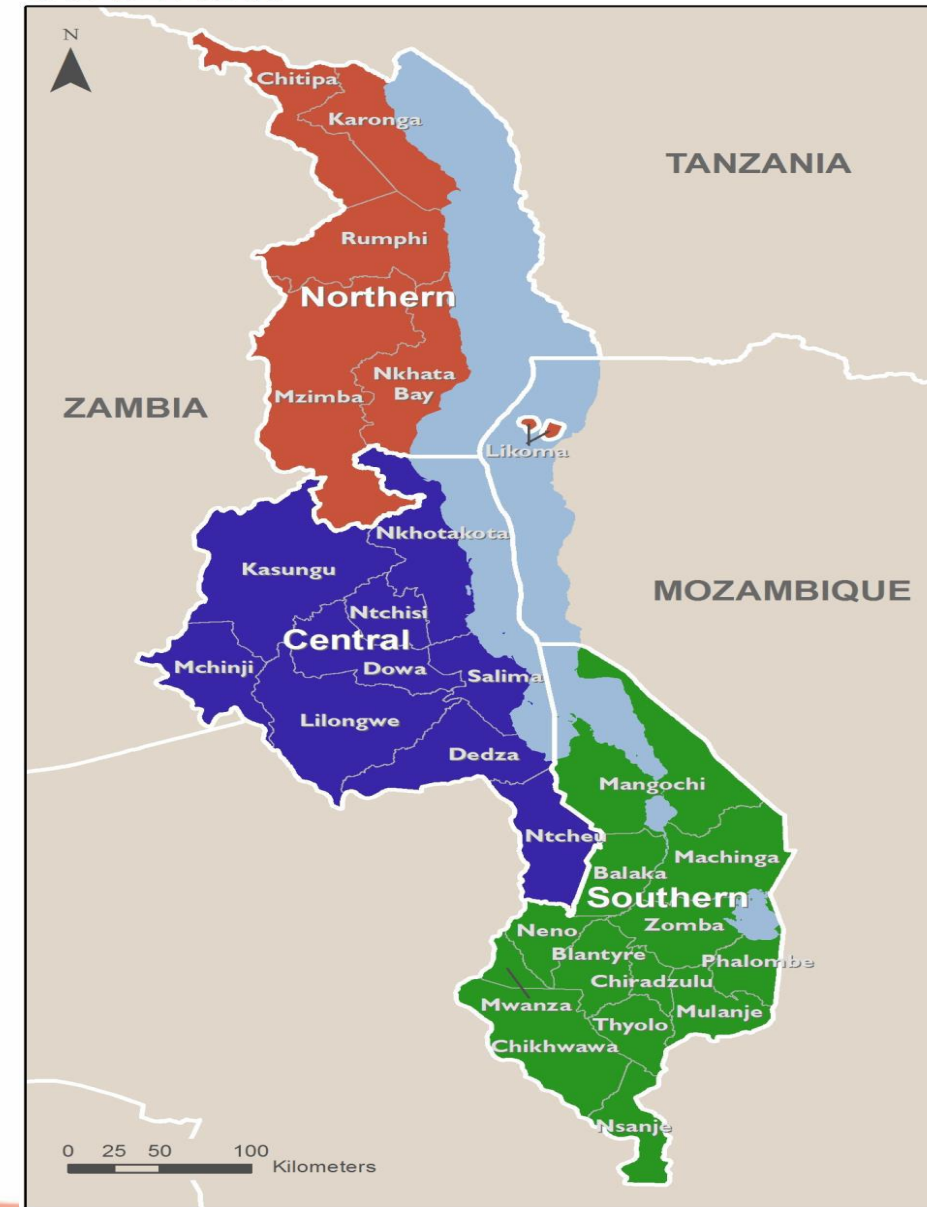 N
Chitipa
Karonga
TANZANIA
Rumphi
Northern
Nkhata
Bay
Mzimba
ZAMBIA
Likoma
Nkhotakota
Kasungu
MOZAMBIQUE
Ntchisi
Central
Mchinji
Dowa
Salima
Lilongwe
Dedza
Mangochi
Ntcheu
Machinga
Balaka
Southern
Zomba
Neno
Blantyre
Phalombe
Chiradzulu
Mwanza
Mulanje
Thyolo
Chikhwawa
Nsanje
0 25 50 100
Kilometers